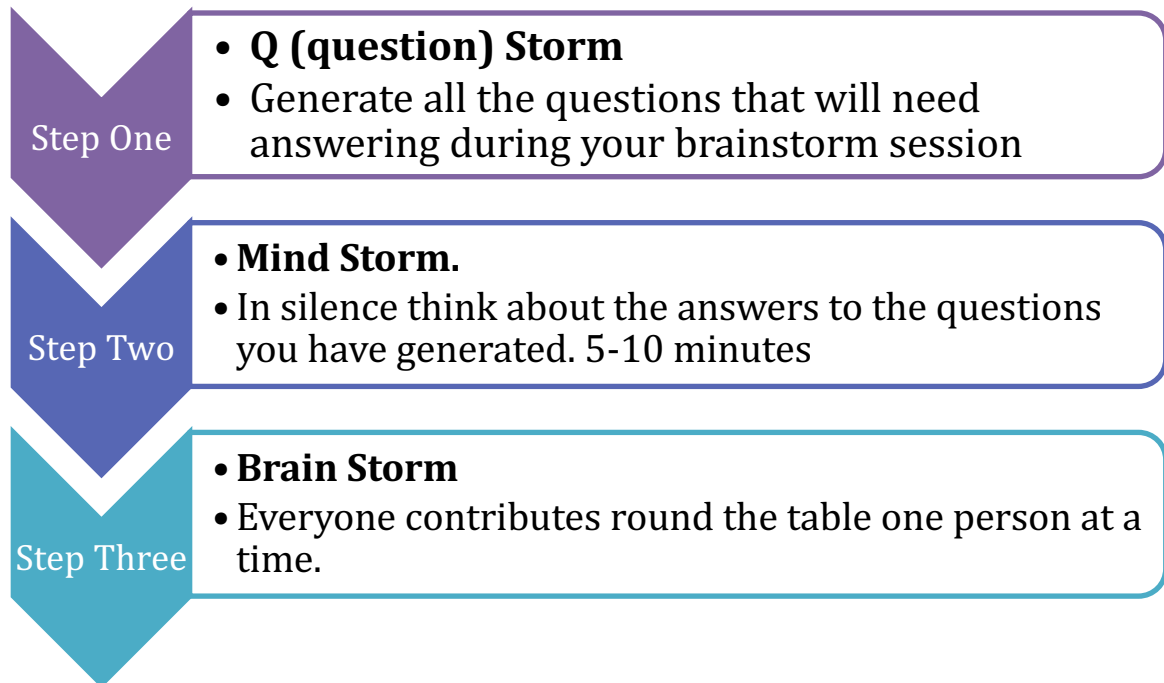 Step One
• Q (question) Storm
• Generate all the questions that will need
answering during your brainstorm session
Step Two
• Mind Storm.
• In silence think about the answers to the questions
you have generated. 5-10 minutes
Step Three
• Brain Storm
• Everyone contributes round the table one person at a
time.